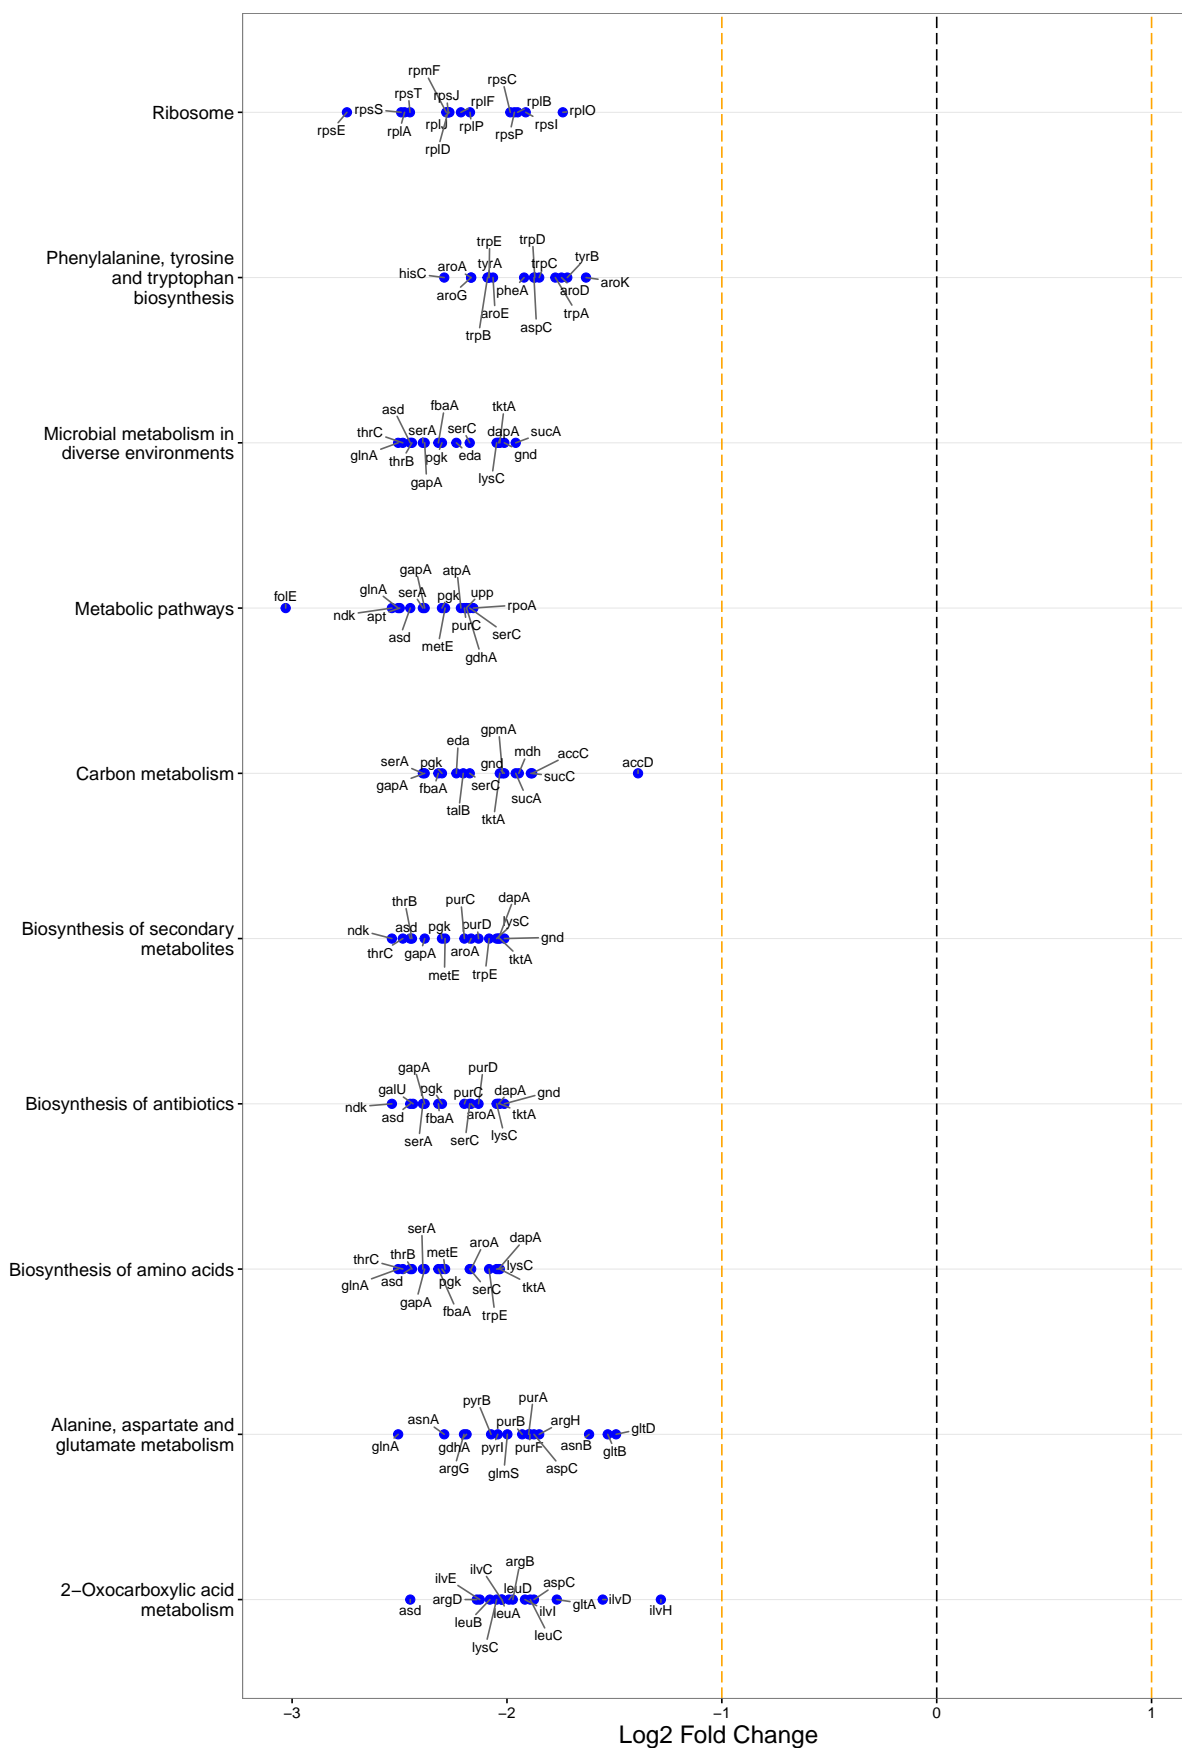 rpmF
rpsC
rpsT
rpsJ
rplF
rplB
Ribosome
rpsS
rplO
rpsE
rplA
rplJ
rplP
rpsP
rpsI
rplD
trpE
trpD
Phenylalanine, tyrosine
and tryptophan
biosynthesis
hisC
aroA
tyrA
trpC
tyrB
aroG
pheA
aroD
aroK
aroE
trpA
trpB
aspC
asd
fbaA
tktA
Microbial metabolism in
diverse environments
thrC
serA
serC
dapA
sucA
glnA
thrB
pgk
eda
gnd
gapA
lysC
gapA
atpA
Metabolic pathways
folE
glnA
serA
pgk
upp
rpoA
ndk
apt
purC
asd
metE
serC
gdhA
gpmA
eda
mdh
accC
Carbon metabolism
serA
pgk
gnd
accD
gapA
fbaA
serC
sucC
talB
sucA
tktA
thrB
purC
dapA
Biosynthesis of secondary
metabolites
ndk
asd
pgk
purD
lysC
gnd
thrC
gapA
aroA
tktA
metE
trpE
gapA
purD
Biosynthesis of antibiotics
galU
pgk
purC
dapA
gnd
ndk
asd
fbaA
aroA
tktA
serA
serC
lysC
serA
aroA
dapA
Biosynthesis of amino acids
thrC
thrB
metE
lysC
glnA
asd
pgk
serC
tktA
gapA
fbaA
trpE
pyrB
purA
Alanine, aspartate and
glutamate metabolism
asnA
purB
argH
gltD
glnA
gdhA
pyrI
purF
asnB
gltB
argG
glmS
aspC
ilvC
argB
2−Oxocarboxylic acid
metabolism
ilvE
leuD
aspC
argD
ilvD
asd
leuB
leuA
ilvI
gltA
ilvH
lysC
leuC
−3
−2
−1
0
1
Log2 Fold Change